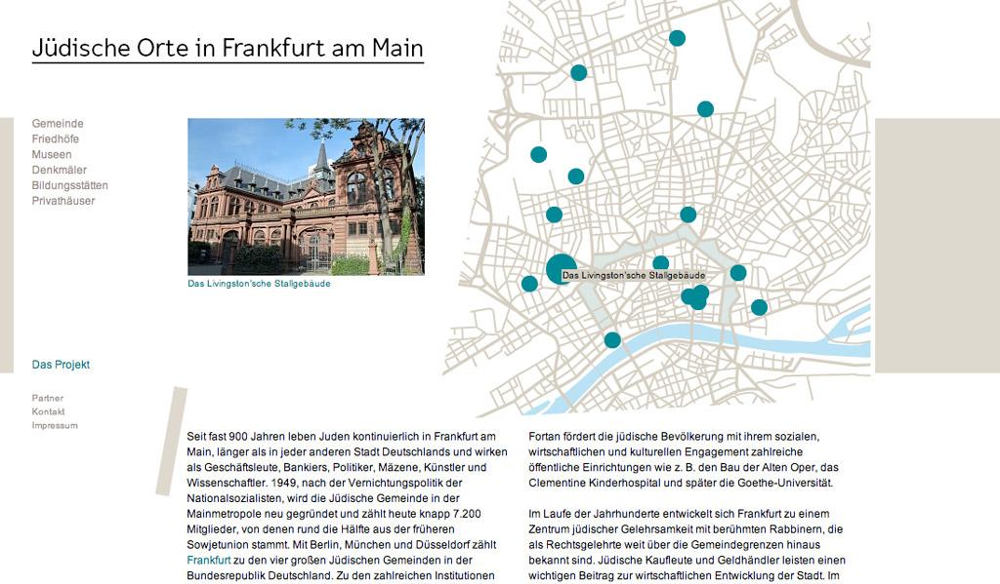 Jüdische Orte in Frankfurt am Main
Gemeinde
Friedhöfe
Museen
Denkmäler
Bildungsstätten
Privathäuser
Das Livingston'sche Stallgebäude
Das Livingston'sche Stallgebäude
Das Projekt
Partner
Kontakt
Impressum
Seit fast 900 Jahren leben Juden kontinuierlich in Frankfurt am
Main, länger als in jeder anderen Stadt Deutschlands und wirken
als Geschäftsleute, Bankiers, Politiker, Mäzene, Künstler und
Wissenschaftler. 1949, nach der Vernichtungspolitik der
Nationalsozialisten, wird die Jüdische Gemeinde in der
Mainmetropole neu gegründet und zählt heute knapp 7.200
Mitglieder, von denen rund die Hälfte aus der früheren
Sowjetunion stammt. Mit Berlin, München und Düsseldorf zählt
Frankfurt zu den vier großen Jüdischen Gemeinden in der
Bundesrepublik Deutschland. Zu den zahlreichen Institutionen
Fortan fördert die jüdische Bevölkerung mit ihrem sozialen,
wirtschaftlichen und kulturellen Engagement zahlreiche
öffentliche Einrichtungen wie z. B. den Bau der Alten Oper, das
Clementine Kinderhospital und später die Goethe-Universität.
Im Laufe der Jahrhunderte entwickelt sich Frankfurt zu einem
Zentrum jüdischer Gelehrsamkeit mit berühmten Rabbinern, die
als Rechtsgelehrte weit über die Gemeindegrenzen hinaus
bekannt sind. Jüdische Kaufleute und Geldhändler leisten einen
wichtigen Beitrag zur wirtschaftlichen Entwicklung der Stadt. Im